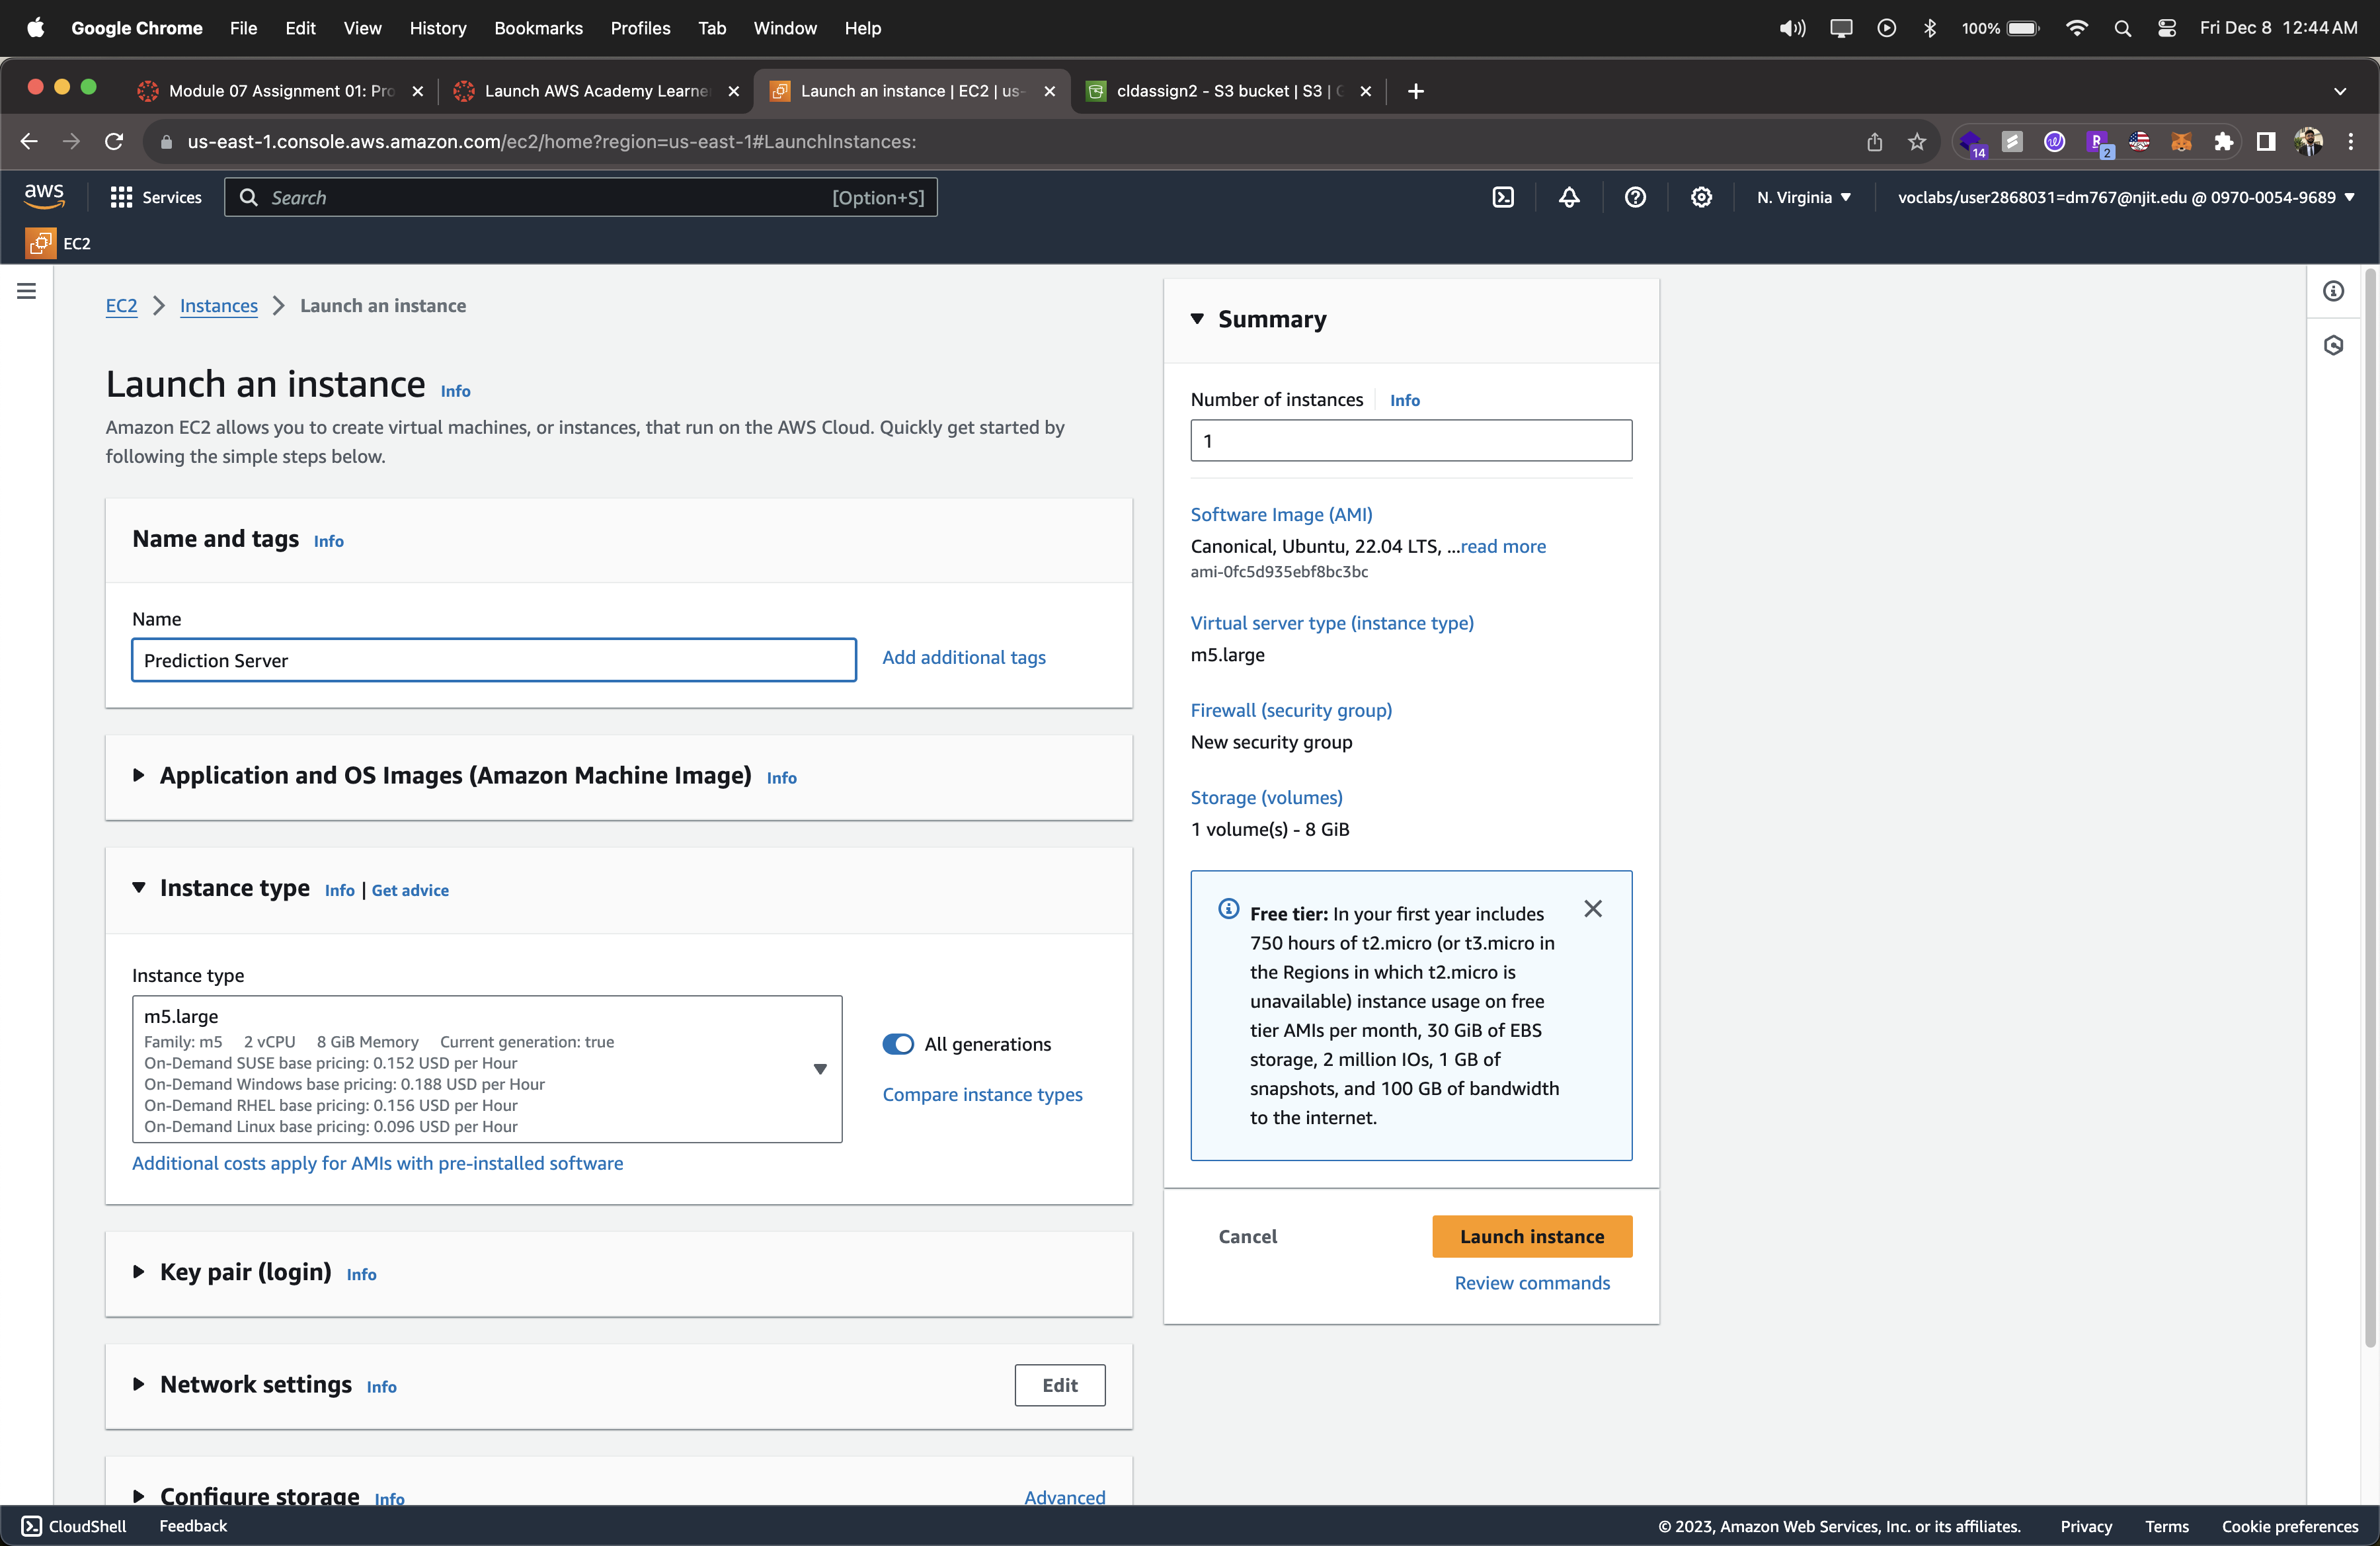 Google Chrome File Edit View History Bookmarks Profiles Tab Window Help 100% Fri Dec 8 12:44 AM
Module 07 Assignment 01: Pro Launch AWS Academy Learne Launch an instance | EC2 | us- cldassign2 - S3 bucket | S3 |
us-east-1.console.aws.amazon.com/ec2/home?region=us-east-1#LaunchInstances: 14 2
aws Services Search [Option+S] N. Virginia voclabs/user2868031=dm767@njit.edu @ 0970-0054-9689
EC2
EC2 Instances Launch an instance
Launch an instance Info
Amazon EC2 allows you to create virtual machines, or instances, that run on the AWS Cloud. Quickly get started by
following the simple steps below.
Name and tags Info
Name
Prediction Server Add additional tags
Application and OS Images (Amazon Machine Image) Info
Instance type Info | Get advice
Instance type
m5.large
Family: m5 2 vCPU 8 GiB Memory Current generation: true
On-Demand SUSE base pricing: 0.152 USD per Hour
On-Demand Windows base pricing: 0.188 USD per Hour
On-Demand RHEL base pricing: 0.156 USD per Hour
On-Demand Linux base pricing: 0.096 USD per Hour
All generations
Compare instance types
Additional costs apply for AMIs with pre-installed software
Key pair (login) Info
Network settings Info Edit
Configure storage Info Advanced
Summary
Number of instances Info
1
Software Image (AMI)
Canonical, Ubuntu, 22.04 LTS, ...read more
ami-0fc5d935ebf8bc3bc
Virtual server type (instance type)
m5.large
Firewall (security group)
New security group
Storage (volumes)
1 volume(s) - 8 GiB
Free tier: In your first year includes
750 hours of t2.micro (or t3.micro in
the Regions in which t2.micro is
unavailable) instance usage on free
tier AMIs per month, 30 GiB of EBS
storage, 2 million IOs, 1 GB of
snapshots, and 100 GB of bandwidth
to the internet.
Cancel Launch instance
Review commands
CloudShell Feedback © 2023, Amazon Web Services, Inc. or its affiliates. Privacy Terms Cookie preferences